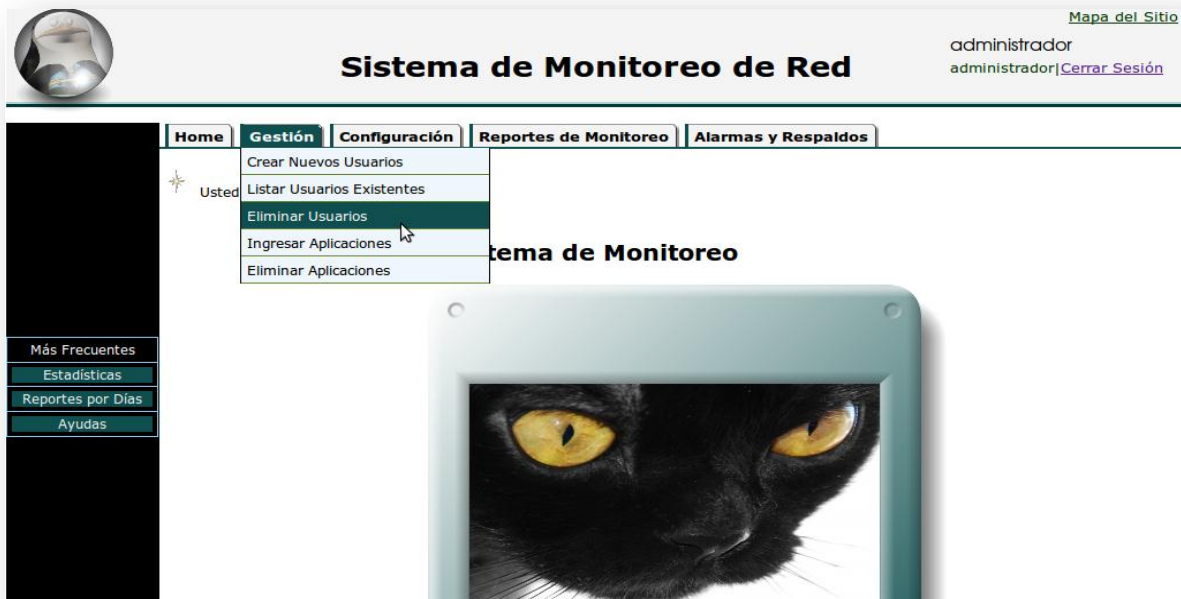 Mapa del Sitio
administrador
Sistema de Monitoreo de Red
administrador|Cerrar Sesión
Home
Gestión
Configuración
Reportes de Monitoreo
Alarmas y Respaldos
Crear Nuevos Usuarios
Usted
Listar Usuarios Existentes
Eliminar Usuarios
Ingresar Aplicaciones
tema de Monitoreo
Eliminar Aplicaciones
Más Frecuentes
Estadísticas
Reportes por Días
Ayudas